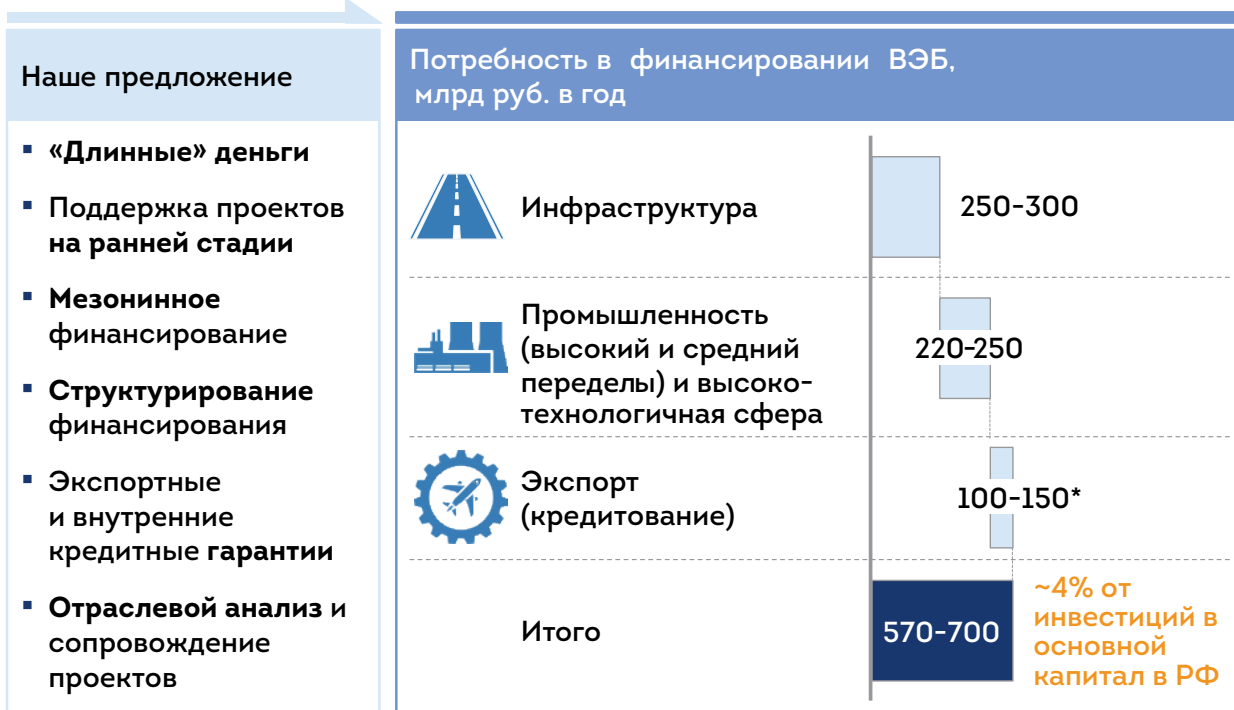 Наше предложение
▪ «Длинные» деньги
▪ Поддержка проектов
на ранней стадии
▪ Мезонинное
финансирование
▪ Структурирование
финансирования
▪ Экспортные
и внутренние
кредитные гарантии
▪ Отраслевой анализ и
сопровождение
проектов
Потребность в финансировании ВЭБ,
млрд руб. в год
Инфраструктура
250-300
Промышленность
(высокий и средний
переделы) и высоко-
технологичная сфера
220-250
Экспорт
(кредитование)
100-150*
Итого
570-700
~4% от
инвестиций в
основной
капитал в РФ